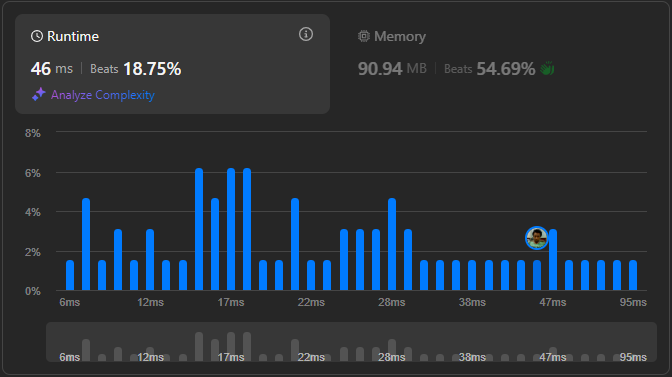 Runtime
Memory
46 ms | Beats 18.75%
90.94 MB | Beats 54.69%
Analyze Complexity
8%
6%
4%
2%
0%
6ms 12ms 17ms 22ms 28ms 38ms 47ms 95ms
6ms 12ms 17ms 22ms 28ms 38ms 47ms 95ms